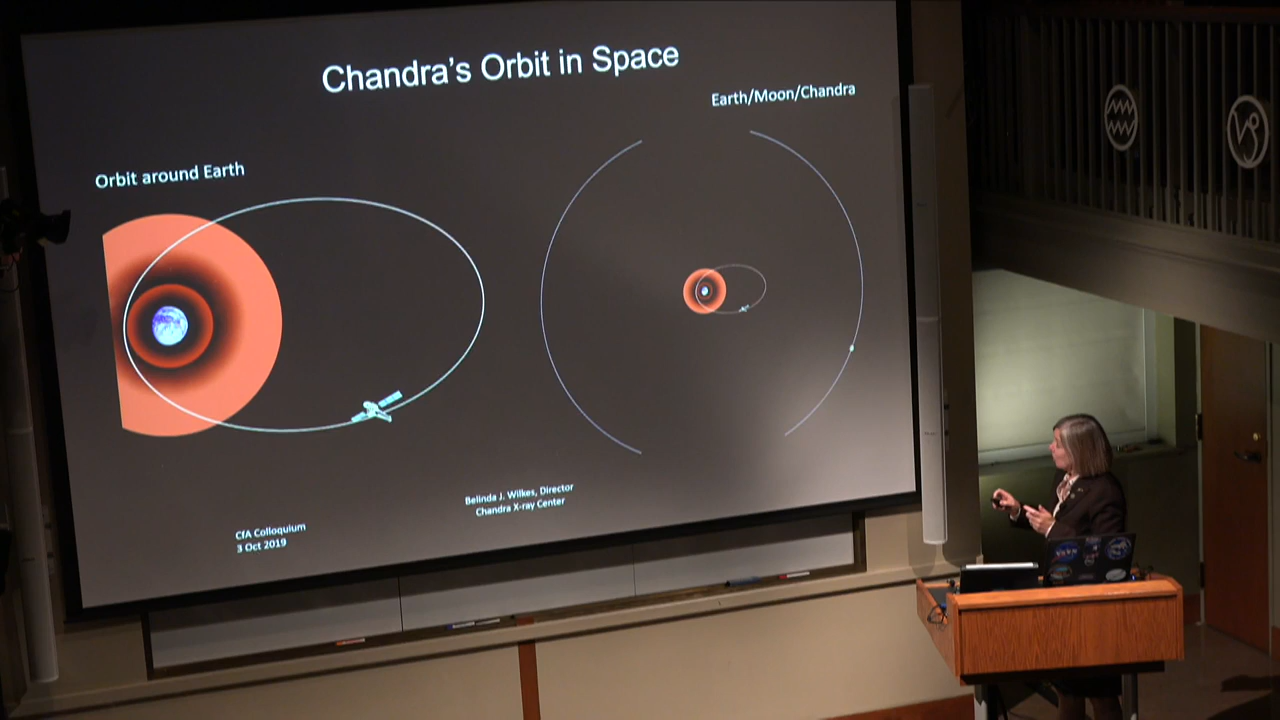 Chandra's Orbit in Space
Earth/Moon/Chandra
Orbit around Earth
Belinda J. Wilkes, Director
Chandra X-ray Center
CfA Colloquium
3 Oct 2019
NASA